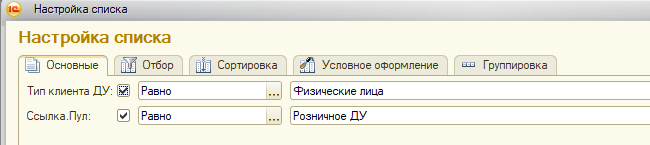 1С Настройка списка
Настройка списка
Основные Отбор Сортировка Условное оформление Группировка
Тип клиента ДУ: Равно ... Физические лица
Ссылка.Пул: Равно ... Розничное ДУ